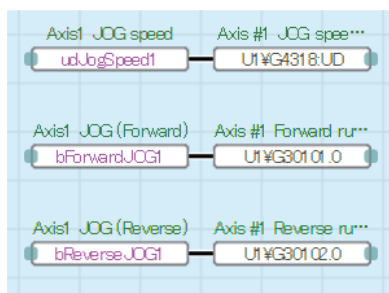 Axis1 JOG speed Axis #1 JOG spee…
udJogSpeed1 U1¥G4318:UD
Axis1 JOG(Forward) Axis #1 Forward ru…
bForwardJOG1 U1¥G30101.0
Axis1 JOG(Reverse) Axis #1 Reverse ru…
bReverseJOG1 U1¥G30102.0